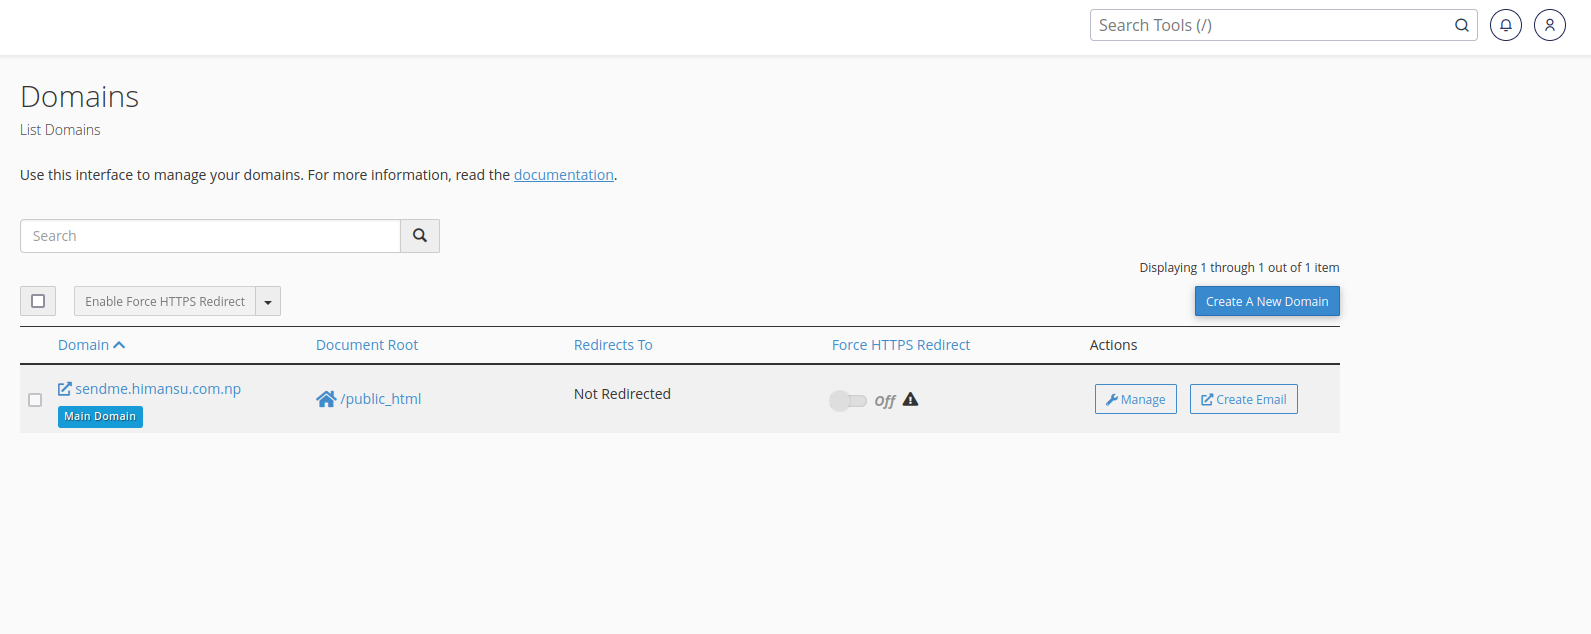 Search Tools (/)
Domains
List Domains
Use this interface to manage your domains. For more information, read the documentation.
Search
Displaying 1 through 1 out of 1 item
Enable Force HTTPS Redirect
Create A New Domain
Domain Document Root Redirects To Force HTTPS Redirect Actions
sendme.himansu.com.np /public_html Not Redirected Off Manage Create Email
Main Domain